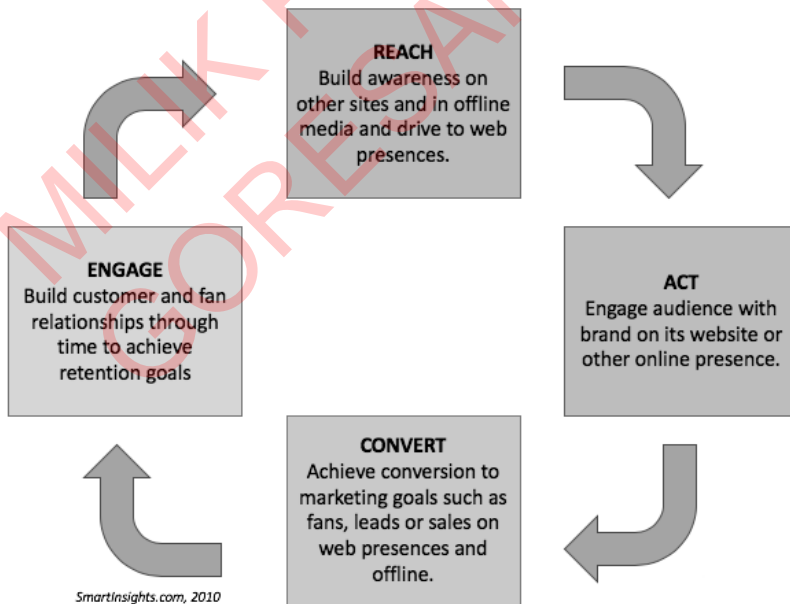 REACH
Build awareness on
other sites and in offline
media and drive to web
presences.
ACT
Engage audience with
brand on its website or
other online presence.
CONVERT
Achieve conversion to
marketing goals such as
fans, leads or sales on
web presences and
offline.
ENGAGE
Build customer and fan
relationships through
time to achieve
retention goals
SmartInsights.com, 2010
MILIK